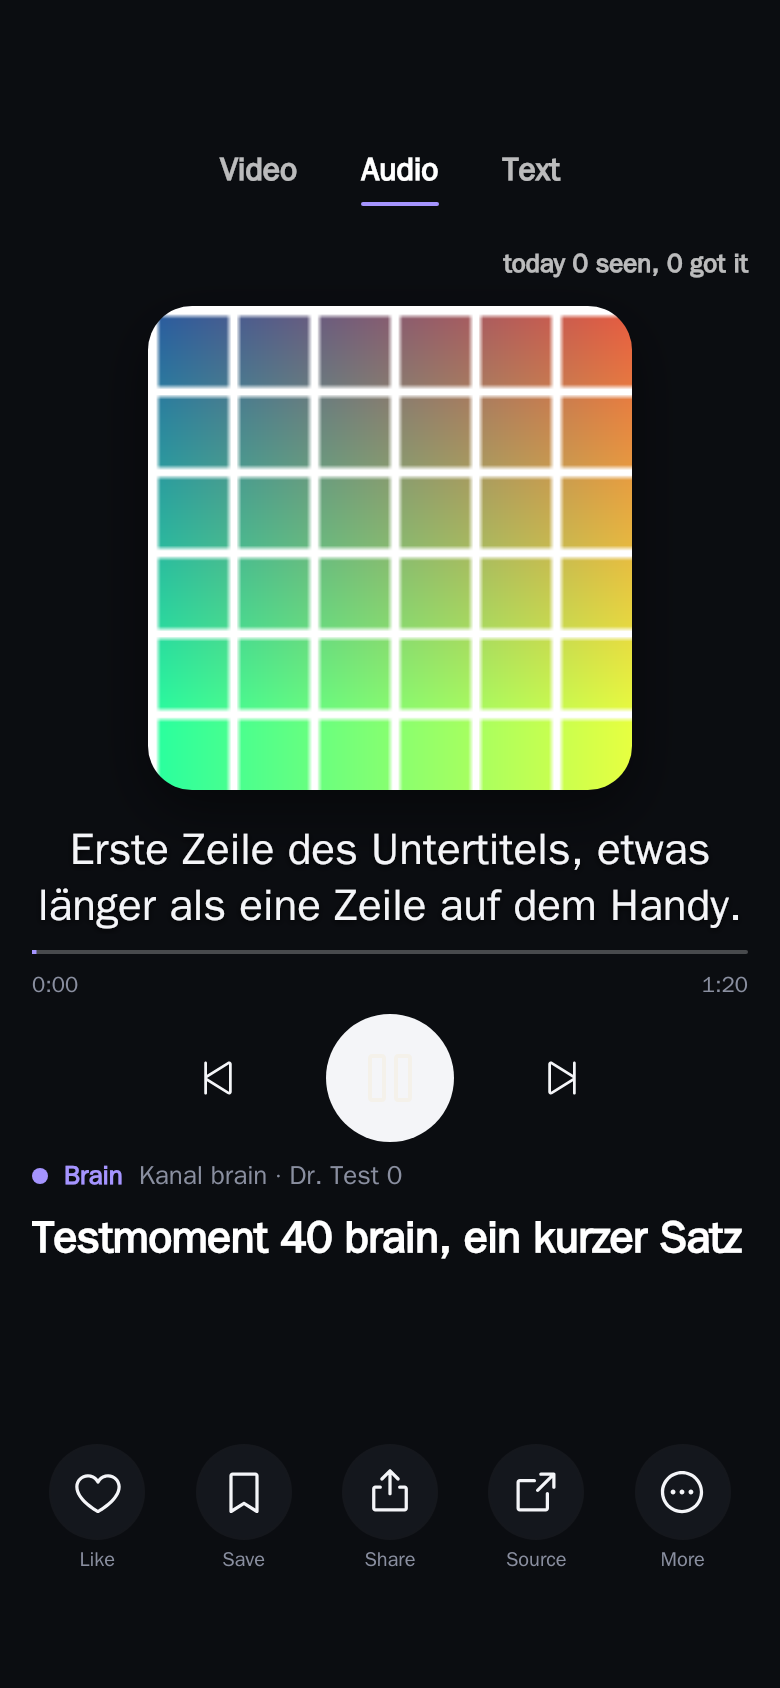 Video Audio Text
today 0 seen, 0 got it
Erste Zeile des Untertitels, etwas
länger als eine Zeile auf dem Handy.
0:00 1:20
Brain Kanal brain · Dr. Test 0
Testmoment 40 brain, ein kurzer Satz
Like Save Share Source More